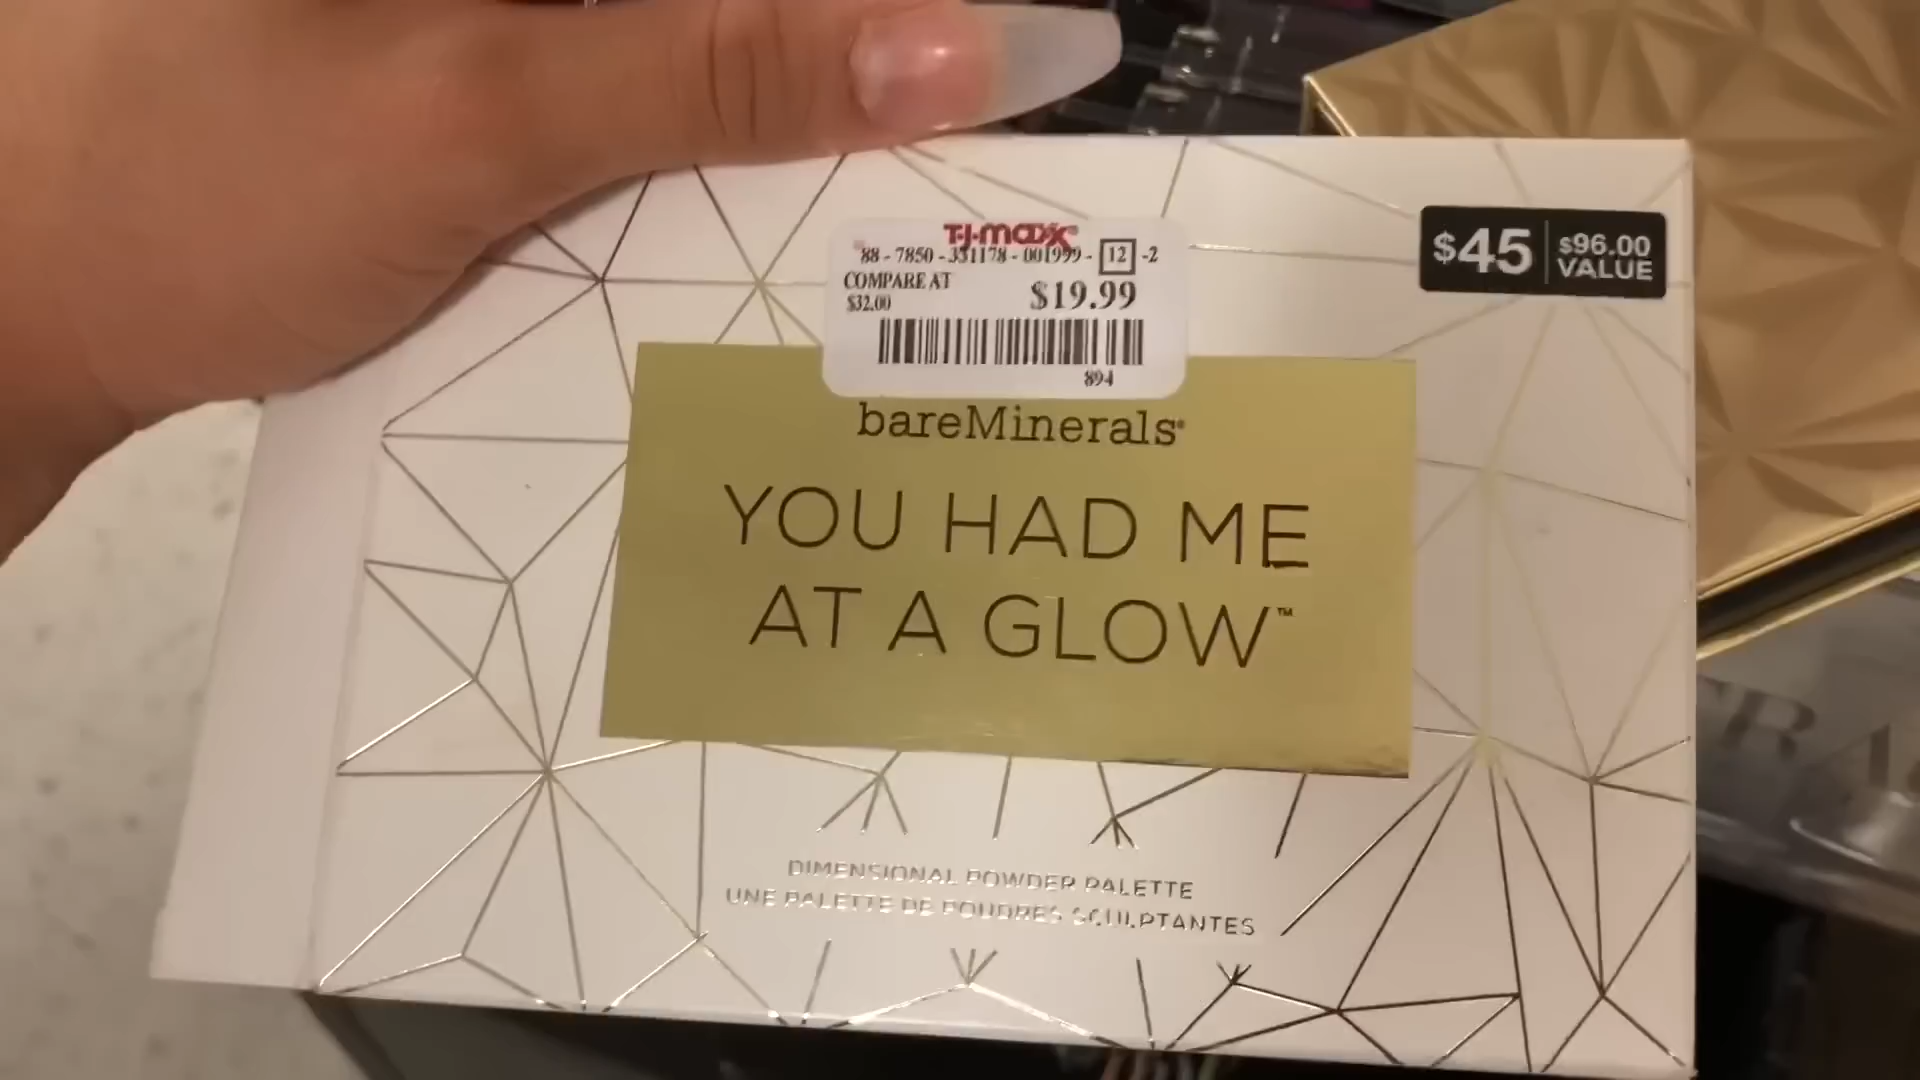 T·J·maxx®
88 - 7850 - 331178 - 001999 - 12 -2
COMPARE AT
$32.00
$19.99
894
$45
$96.00
VALUE
bareMinerals®
YOU HAD ME
AT A GLOW™
DIMENSIONAL POWDER PALETTE
UNE PALETTE DE POUDRES SCULPTANTES